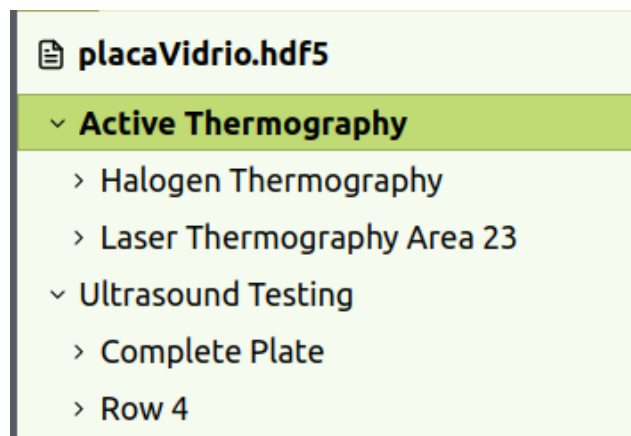 placaVidrio.hdf5
Active Thermography
Halogen Thermography
Laser Thermography Area 23
Ultrasound Testing
Complete Plate
Row 4